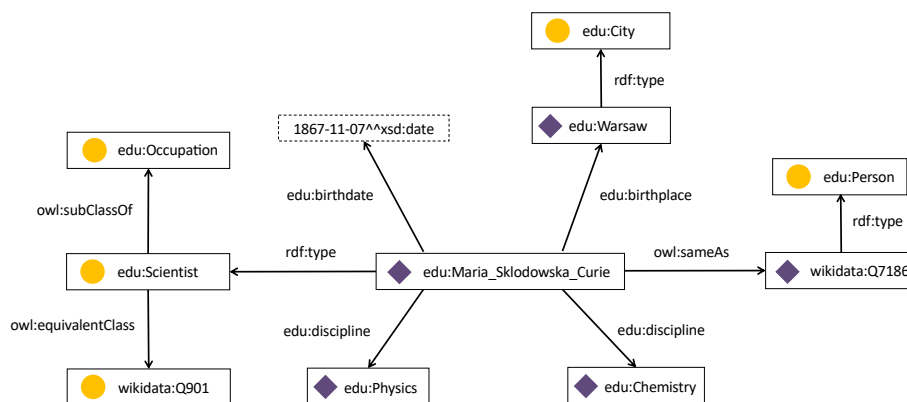 edu:City
rdf:type
1867-11-07^^xsd:date
edu:Warsaw
edu:Occupation
edu:Person
edu:birthdate
edu:birthplace
owl:subClassOf
rdf:type
rdf:type
owl:sameAs
edu:Scientist
edu:Maria_Sklodowska_Curie
wikidata:Q7186
owl:equivalentClass
edu:discipline
edu:discipline
wikidata:Q901
edu:Physics
edu:Chemistry